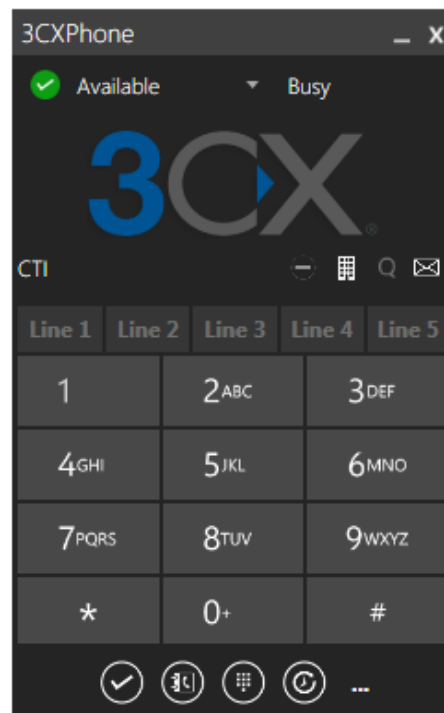 3CXPhone _ X
Available Busy
3CX®
CTI Q
Line 1 Line 2 Line 3 Line 4 Line 5
1 2ABC 3DEF
4GHI 5JKL 6MNO
7PQRS 8TUV 9WXYZ
* 0+ #
...